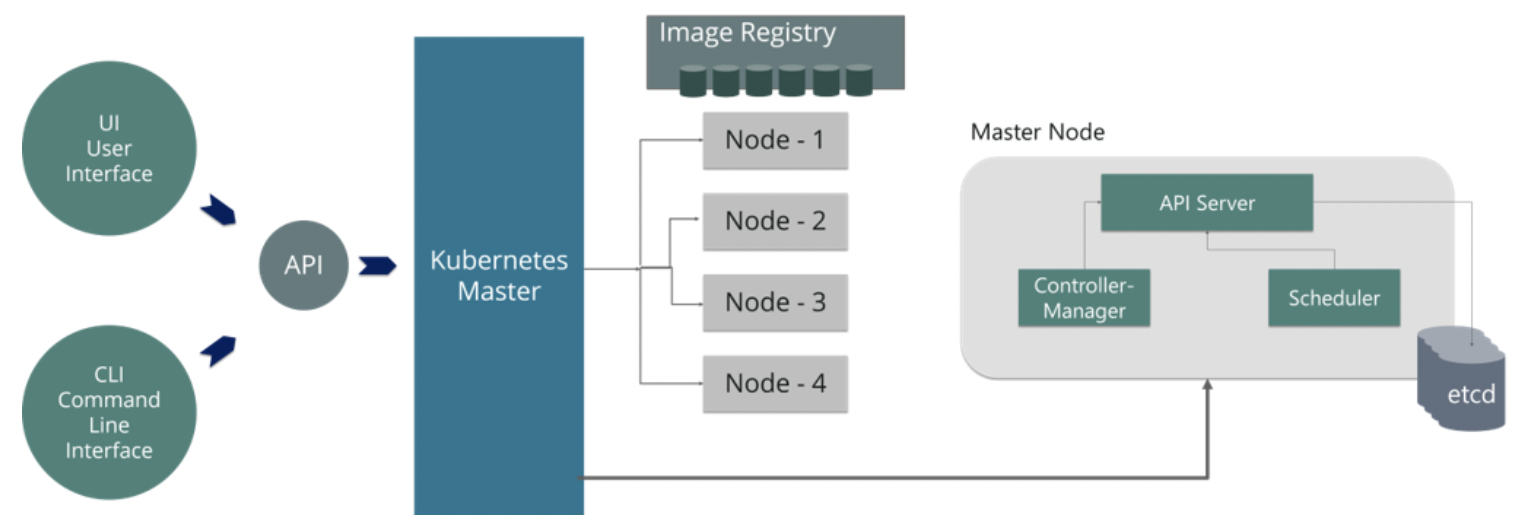 UI
User
Interface
CLI
Command
Line
Interface
API
Kubernetes
Master
Image Registry
Node - 1
Node - 2
Node - 3
Node - 4
Master Node
API Server
Controller-
Manager
Scheduler
etcd